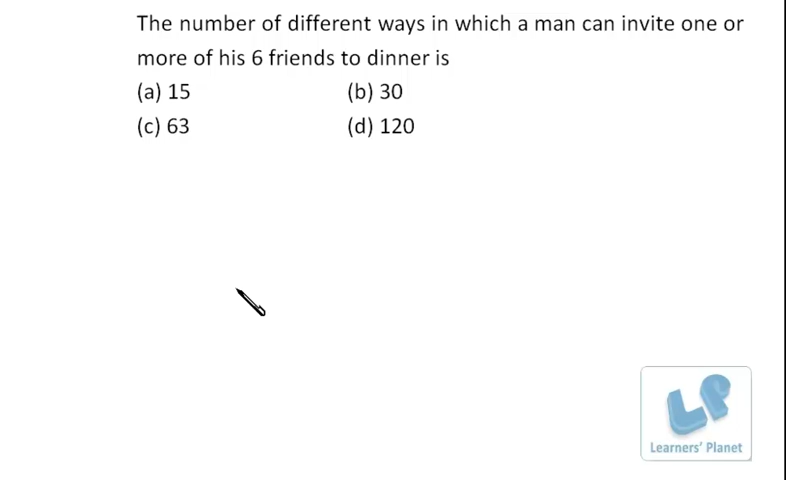 The number of different ways in which a man can invite one or
more of his 6 friends to dinner is
(a) 15 (b) 30
(c) 63 (d) 120
LP
Learners' Planet